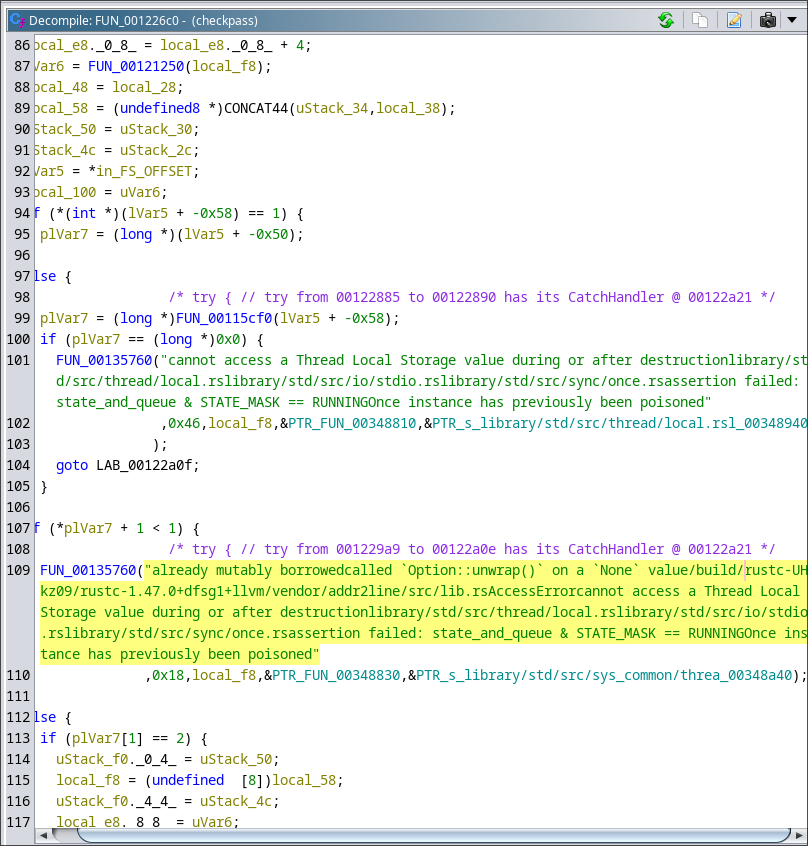 Decompile: FUN_001226c0 - (checkpass)
86 ocal_e8._0_8_ = local_e8._0_8_ + 4;
87 Var6 = FUN_00121250(local_f8);
88 ocal_48 = local_28;
89 ocal_58 = (undefined8 *)CONCAT44(uStack_34,local_38);
90 Stack_50 = uStack_30;
91 Stack_4c = uStack_2c;
92 Var5 = *in_FS_OFFSET;
93 ocal_100 = uVar6;
94 f (*(int *)(lVar5 + -0x58) == 1) {
95 plVar7 = (long *)(lVar5 + -0x50);
96
97 lse {
98 /* try { // try from 00122885 to 00122890 has its CatchHandler @ 00122a21 */
99 plVar7 = (long *)FUN_00115cf0(lVar5 + -0x58);
100 if (plVar7 == (long *)0x0) {
101 FUN_00135760("cannot access a Thread Local Storage value during or after destructionlibrary/st
d/src/thread/local.rslibrary/std/src/io/stdio.rslibrary/std/src/sync/once.rsassertion failed:
state_and_queue & STATE_MASK == RUNNINGOnce instance has previously been poisoned"
102 ,0x46,local_f8,&PTR_FUN_00348810,&PTR_s_library/std/src/thread/local.rsl_00348940
103 );
104 goto LAB_00122a0f;
105 }
106
107 f (*plVar7 + 1 < 1) {
108 /* try { // try from 001229a9 to 00122a0e has its CatchHandler @ 00122a21 */
109 FUN_00135760("already mutably borrowedcalled `Option::unwrap()` on a `None` value/build/rustc-UH
kz09/rustc-1.47.0+dfsg1+llvm/vendor/addr2line/src/lib.rsAccessErrorcannot access a Thread Local
Storage value during or after destructionlibrary/std/src/thread/local.rslibrary/std/src/io/stdio
.rslibrary/std/src/sync/once.rsassertion failed: state_and_queue & STATE_MASK == RUNNINGOnce ins
tance has previously been poisoned"
110 ,0x18,local_f8,&PTR_FUN_00348830,&PTR_s_library/std/src/sys_common/threa_00348a40);
111
112 lse {
113 if (plVar7[1] == 2) {
114 uStack_f0._0_4_ = uStack_50;
115 local_f8 = (undefined  [8])local_58;
116 uStack_f0._4_4_ = uStack_4c;
117 local_e8._8_8_ = uVar6;